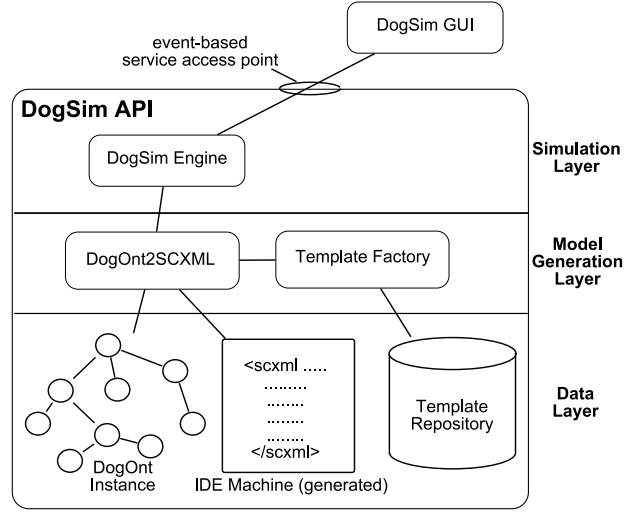 DogSim GUI
event-based
service access point
DogSim API
DogSim Engine
Simulation
Layer
DogOnt2SCXML
Template Factory
Model
Generation
Layer
<scxml .....
.........
.......
.......
........
</scxml>
Template
Repository
Data
Layer
DogOnt
Instance
IDE Machine (generated)